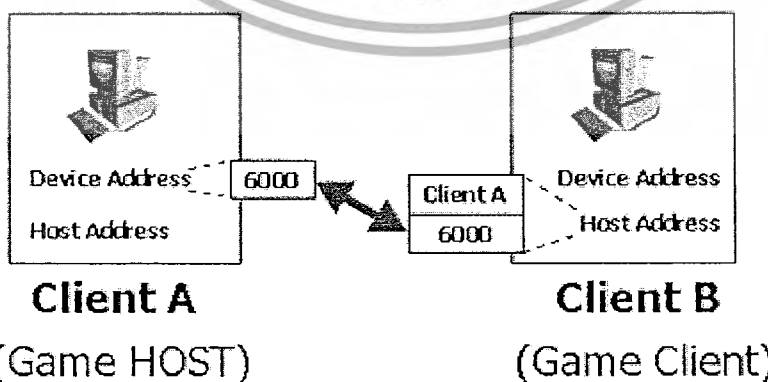 Device Address
6000
Host Address
Client A
6000
Device Address
Host Address
Client A
(Game HOST)
Client B
(Game Client)